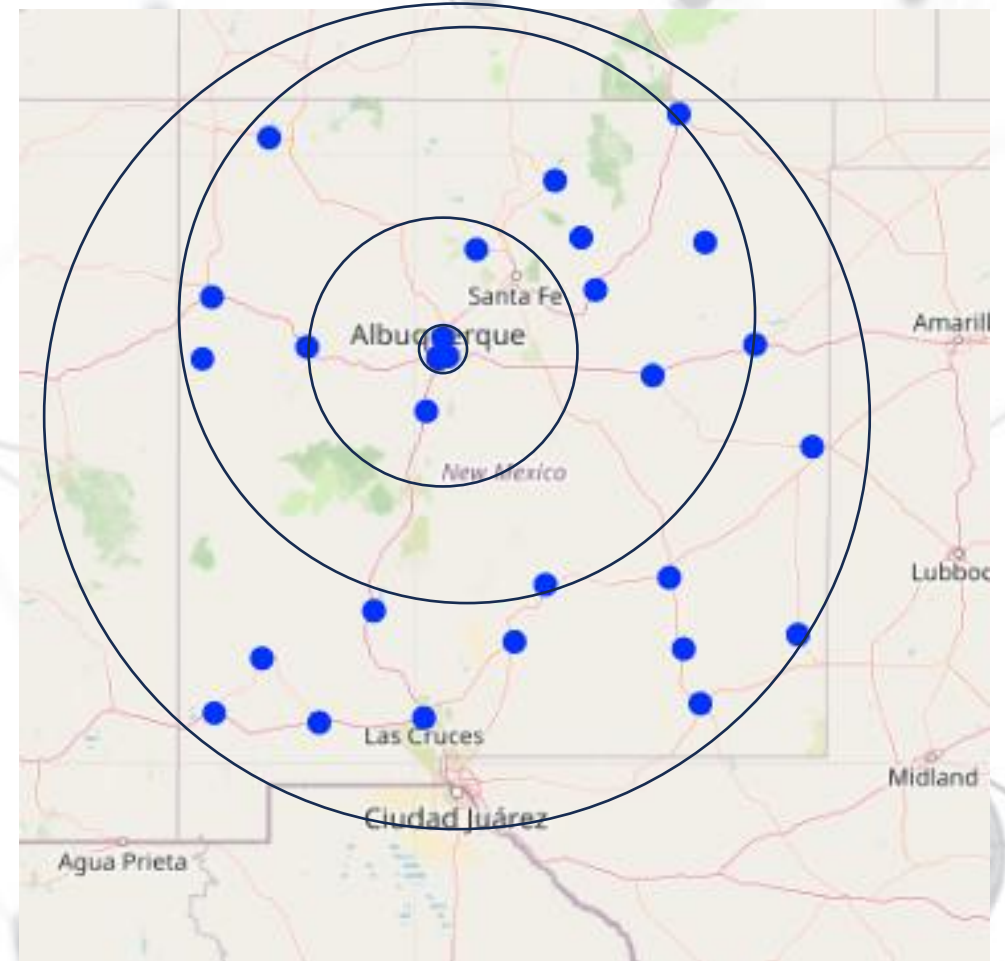 Santa Fe
Albuquerque
Amarill
New Mexico
Lubboc
Las Cruces
Midland
Ciudad Juárez
Agua Prieta